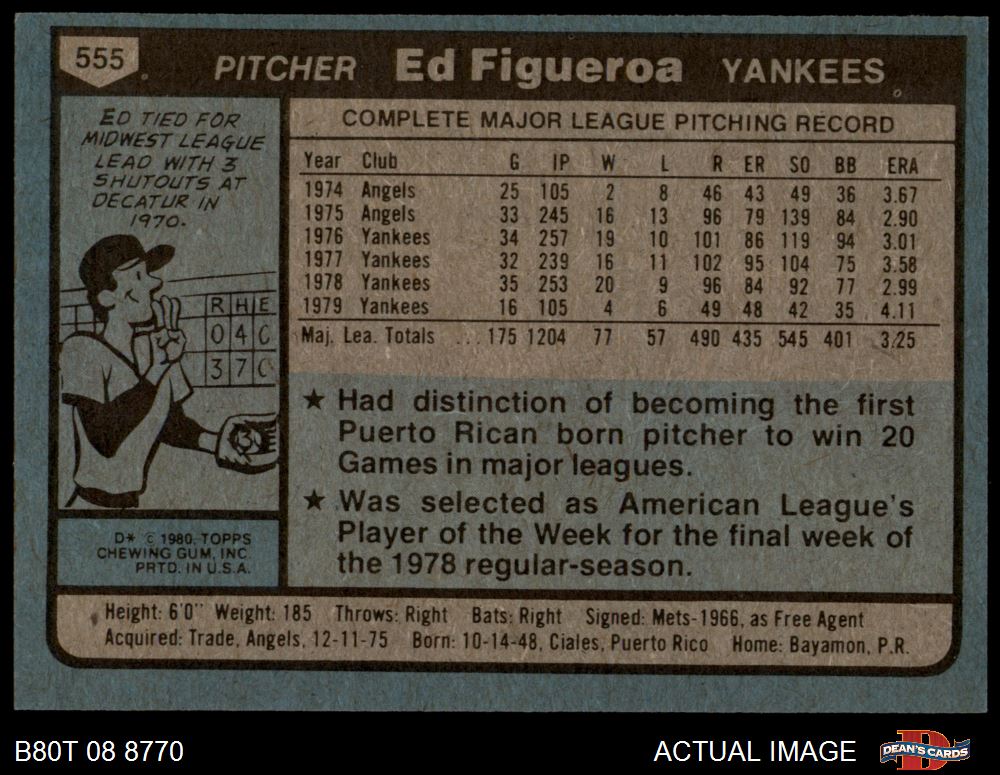 555
PITCHER Ed Figueroa YANKEES
ED TIED FOR
MIDWEST LEAGUE
LEAD WITH 3
SHUTOUTS AT
DECATUR IN
1970.
R H E
0 4 0
3 7 0
D* © 1980, TOPPS
CHEWING GUM, INC.
PRTD. IN U.S.A.
COMPLETE MAJOR LEAGUE PITCHING RECORD
Year Club G IP W L R ER SO BB ERA
1974 Angels 25 105 2 8 46 43 49 36 3.67
1975 Angels 33 245 16 13 96 79 139 84 2.90
1976 Yankees 34 257 19 10 101 86 119 94 3.01
1977 Yankees 32 239 16 11 102 95 104 75 3.58
1978 Yankees 35 253 20 9 96 84 92 77 2.99
1979 Yankees 16 105 4 6 49 48 42 35 4.11
Maj. Lea. Totals ... 175 1204 77 57 490 435 545 401 3.25
★ Had distinction of becoming the first
Puerto Rican born pitcher to win 20
Games in major leagues.
★ Was selected as American League's
Player of the Week for the final week of
the 1978 regular-season.
Height: 6'0" Weight: 185 Throws: Right Bats: Right Signed: Mets-1966, as Free Agent
Acquired: Trade, Angels, 12-11-75 Born: 10-14-48, Ciales, Puerto Rico Home: Bayamon, P.R.
B80T 08 8770
ACTUAL IMAGE
D
DEAN'S CARDS